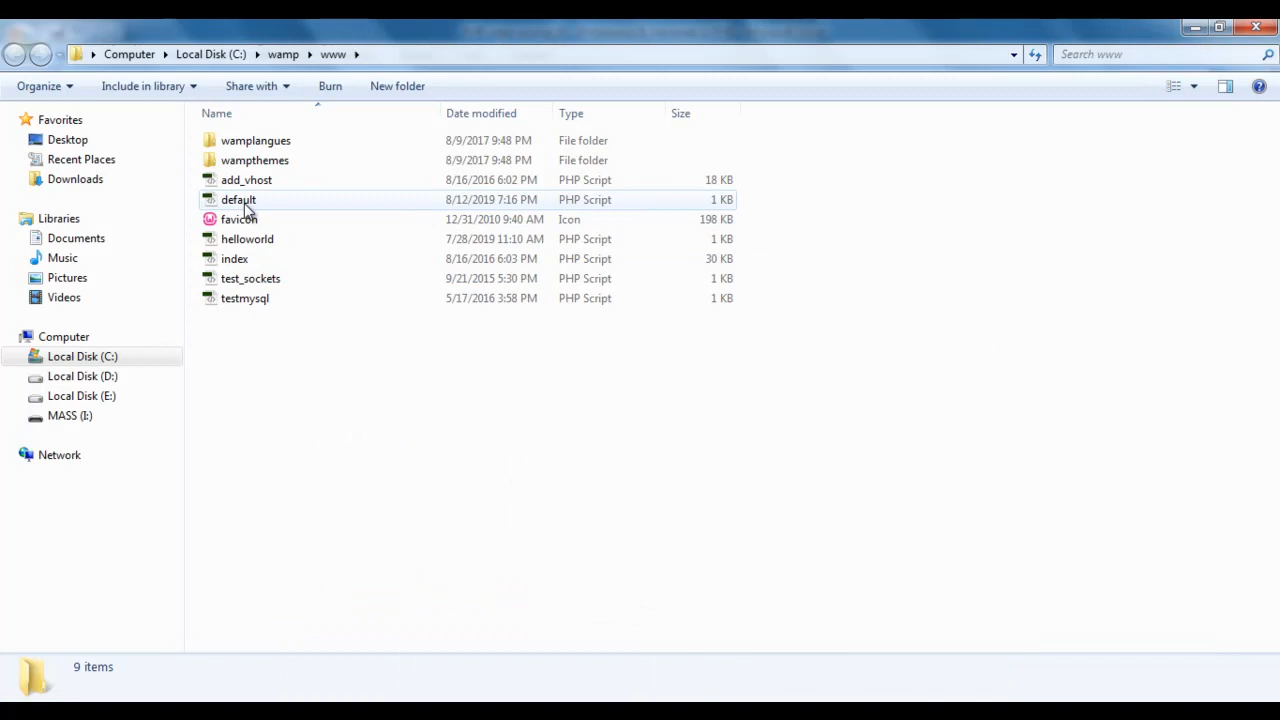 Computer Local Disk (C:) wamp www Search www
Organize Include in library Share with Burn New folder
Name Date modified Type Size
Favorites
Desktop
Recent Places
Downloads
Libraries
Documents
Music
Pictures
Videos
Computer
Local Disk (C:)
Local Disk (D:)
Local Disk (E:)
MASS (I:)
Network
wamplangues 8/9/2017 9:48 PM File folder
wampthemes 8/9/2017 9:48 PM File folder
add_vhost 8/16/2016 6:02 PM PHP Script 18 KB
default 8/12/2019 7:16 PM PHP Script 1 KB
favicon 12/31/2010 9:40 AM Icon 198 KB
helloworld 7/28/2019 11:10 AM PHP Script 1 KB
index 8/16/2016 6:03 PM PHP Script 30 KB
test_sockets 9/21/2015 5:30 PM PHP Script 1 KB
testmysql 5/17/2016 3:58 PM PHP Script 1 KB
9 items